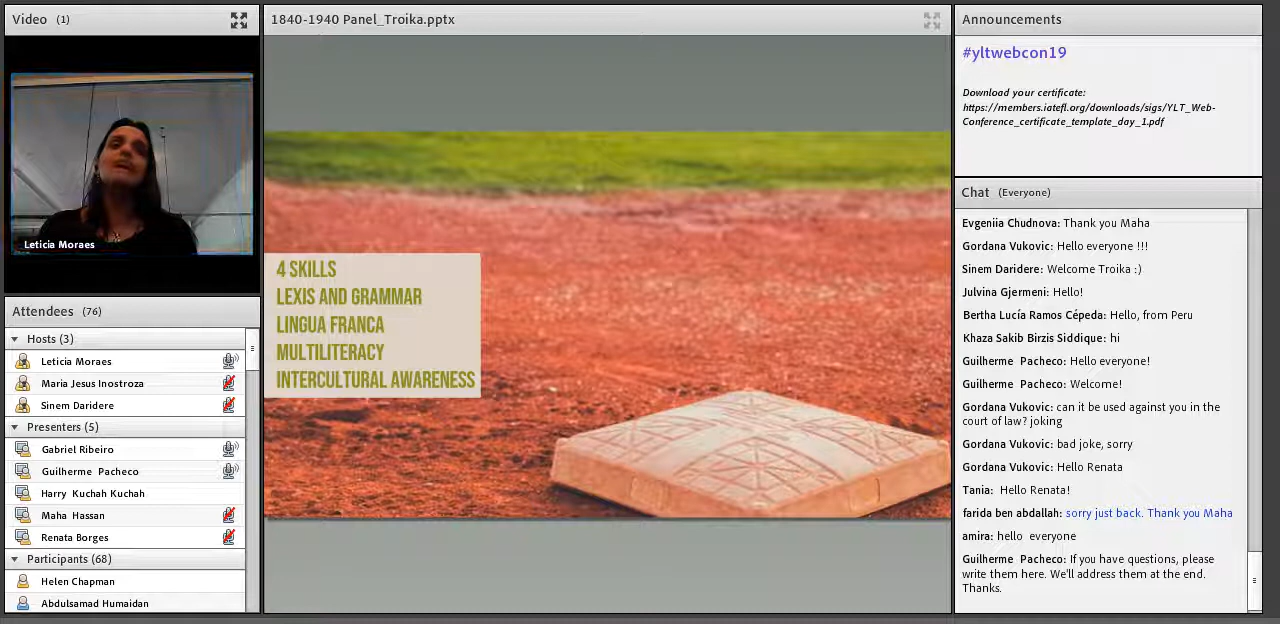 Video (1)
Leticia Moraes
Attendees (76)
Hosts (3)
Leticia Moraes
Maria Jesus Inostroza
Sinem Daridere
Presenters (5)
Gabriel Ribeiro
Guilherme Pacheco
Harry Kuchah Kuchah
Maha Hassan
Renata Borges
Participants (68)
Helen Chapman
Abdulsamad Humaidan
1840-1940 Panel_Troika.pptx
4 SKILLS
LEXIS AND GRAMMAR
LINGUA FRANCA
MULTILITERACY
INTERCULTURAL AWARENESS
Announcements
#yltwebcon19
Download your certificate:
https://members.iatefl.org/downloads/sigs/YLT_Web-
Conference_certificate_template_day_1.pdf
Chat (Everyone)
Evgeniia Chudnova: Thank you Maha
Gordana Vukovic: Hello everyone !!!
Sinem Daridere: Welcome Troika :)
Julvina Gjermeni: Hello!
Bertha Lucía Ramos Cépeda: Hello, from Peru
Khaza Sakib Birzis Siddique: hi
Guilherme Pacheco: Hello everyone!
Guilherme Pacheco: Welcome!
Gordana Vukovic: can it be used against you in the
court of law? joking
Gordana Vukovic: bad joke, sorry
Gordana Vukovic: Hello Renata
Tania: Hello Renata!
farida ben abdallah: sorry just back. Thank you Maha
amira: hello everyone
Guilherme Pacheco: If you have questions, please
write them here. We'll address them at the end.
Thanks.